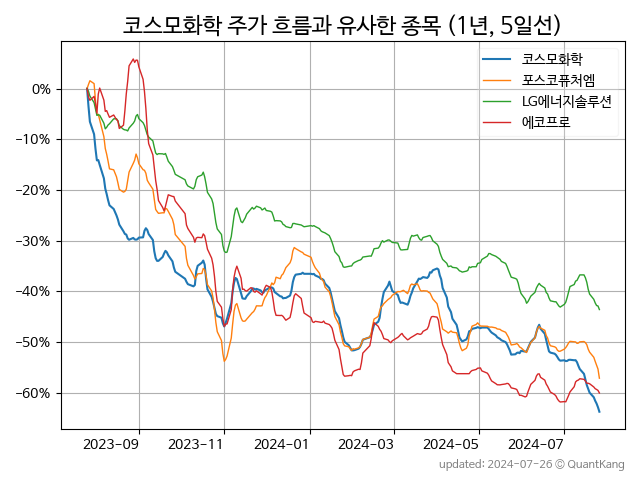 코스모화학 주가 흐름과 유사한 종목 (1년, 5일선)
코스모화학
포스코퓨처엠
LG에너지솔루션
에코프로
0%
−10%
−20%
−30%
−40%
−50%
−60%
2023−09 2023−11 2024−01 2024−03 2024−05 2024−07
updated: 2024-07-26 © QuantKang